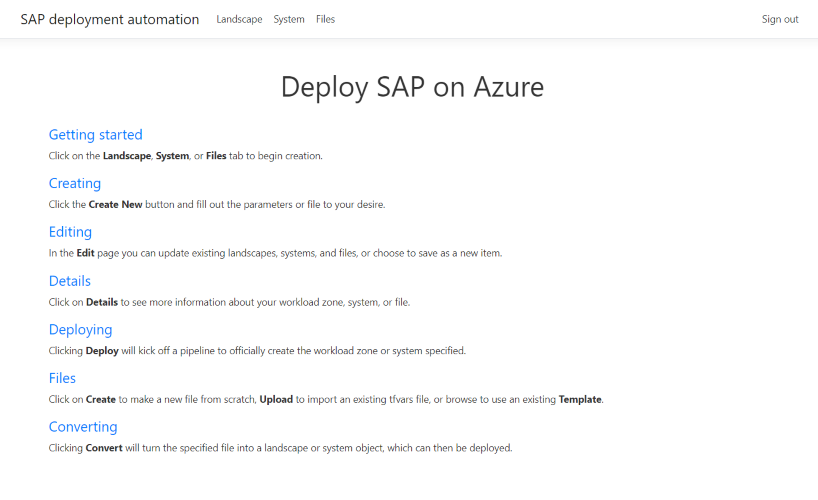 SAP deployment automation Landscape System Files Sign out
Deploy SAP on Azure
Getting started
Click on the Landscape, System, or Files tab to begin creation.
Creating
Click the Create New button and fill out the parameters or file to your desire.
Editing
In the Edit page you can update existing landscapes, systems, and files, or choose to save as a new item.
Details
Click on Details to see more information about your workload zone, system, or file.
Deploying
Clicking Deploy will kick off a pipeline to officially create the workload zone or system specified.
Files
Click on Create to make a new file from scratch, Upload to import an existing tfvars file, or browse to use an existing Template.
Converting
Clicking Convert will turn the specified file into a landscape or system object, which can then be deployed.